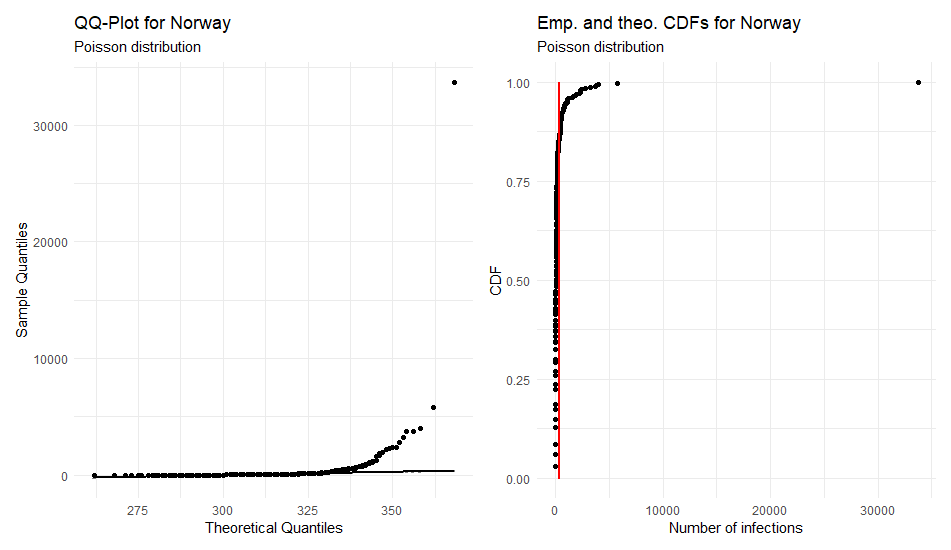 QQ-Plot for Norway
Poisson distribution
30000
20000
10000
0
Sample Quantiles
275
300
325
350
Theoretical Quantiles
Emp. and theo. CDFs for Norway
Poisson distribution
1.00
0.75
0.50
0.25
0.00
CDF
0
10000
20000
30000
Number of infections